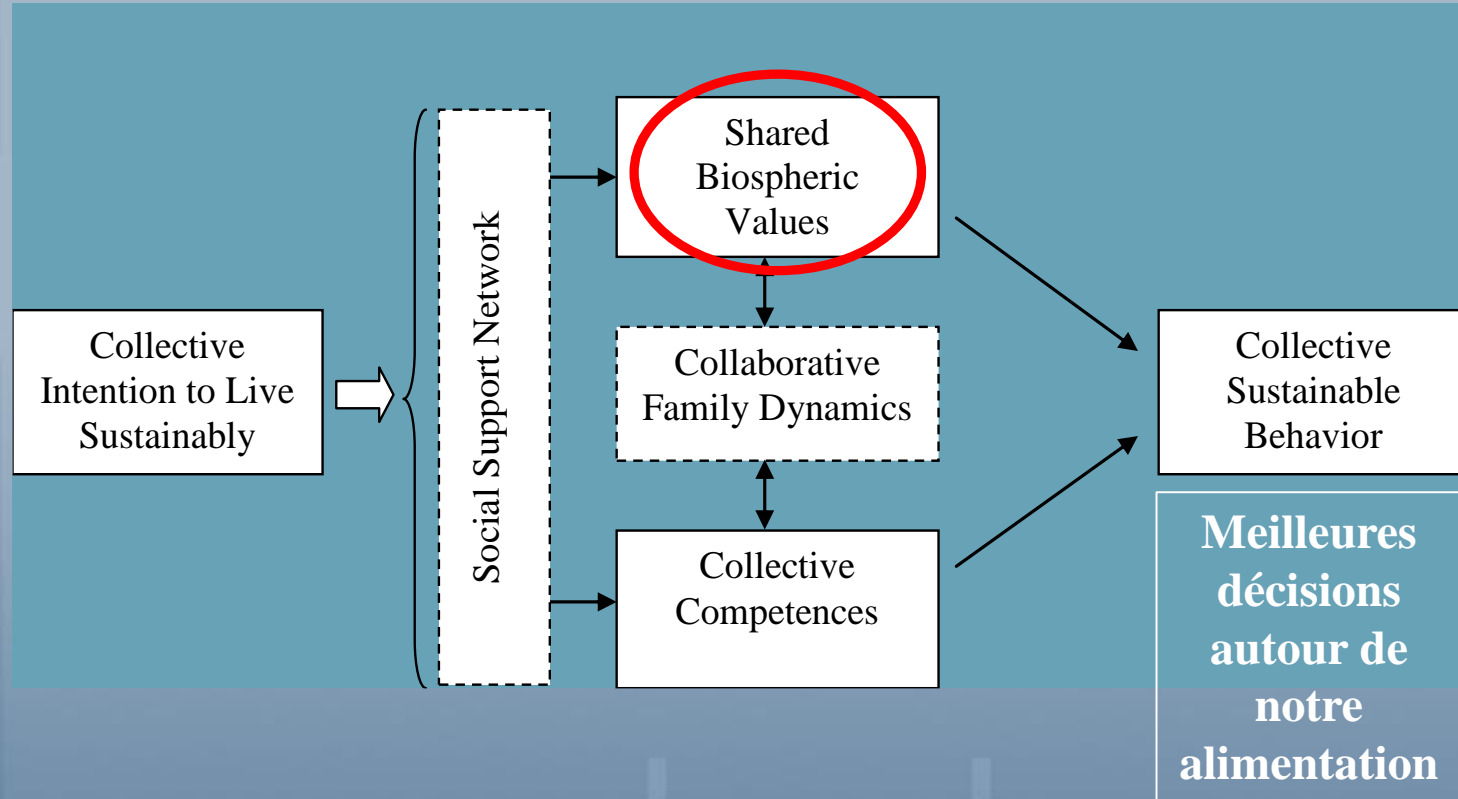 Collective
Intention to Live
Sustainably
Social Support Network
Shared
Biospheric
Values
Collaborative
Family Dynamics
Collective
Competences
Collective
Sustainable
Behavior
Meilleures
décisions
autour de
notre
alimentation